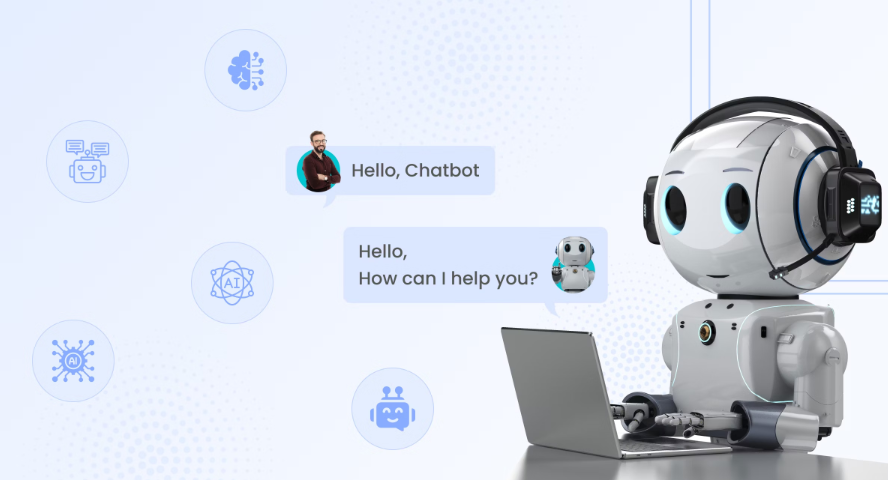 Hello, Chatbot
Hello,
How can I help you?
AI
AI